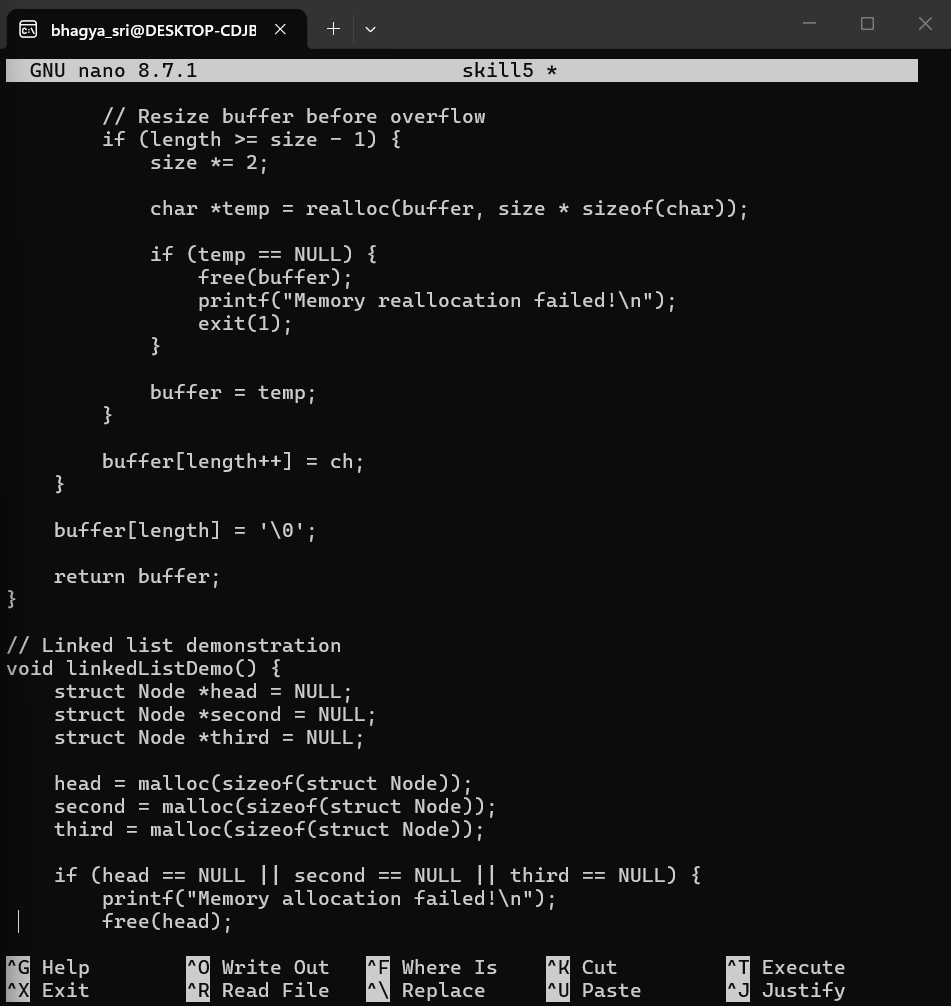 bhagya_sri@DESKTOP-CDJB
GNU nano 8.7.1 skill5 *
// Resize buffer before overflow
if (length >= size - 1) {
size *= 2;
char *temp = realloc(buffer, size * sizeof(char));
if (temp == NULL) {
free(buffer);
printf("Memory reallocation failed!\n");
exit(1);
}
buffer = temp;
}
buffer[length++] = ch;
}
buffer[length] = '\0';
return buffer;
}
// Linked list demonstration
void linkedListDemo() {
struct Node *head = NULL;
struct Node *second = NULL;
struct Node *third = NULL;
head = malloc(sizeof(struct Node));
second = malloc(sizeof(struct Node));
third = malloc(sizeof(struct Node));
if (head == NULL || second == NULL || third == NULL) {
printf("Memory allocation failed!\n");
free(head);
^G Help ^O Write Out ^F Where Is ^K Cut ^T Execute
^X Exit ^R Read File ^\ Replace ^U Paste ^J Justify